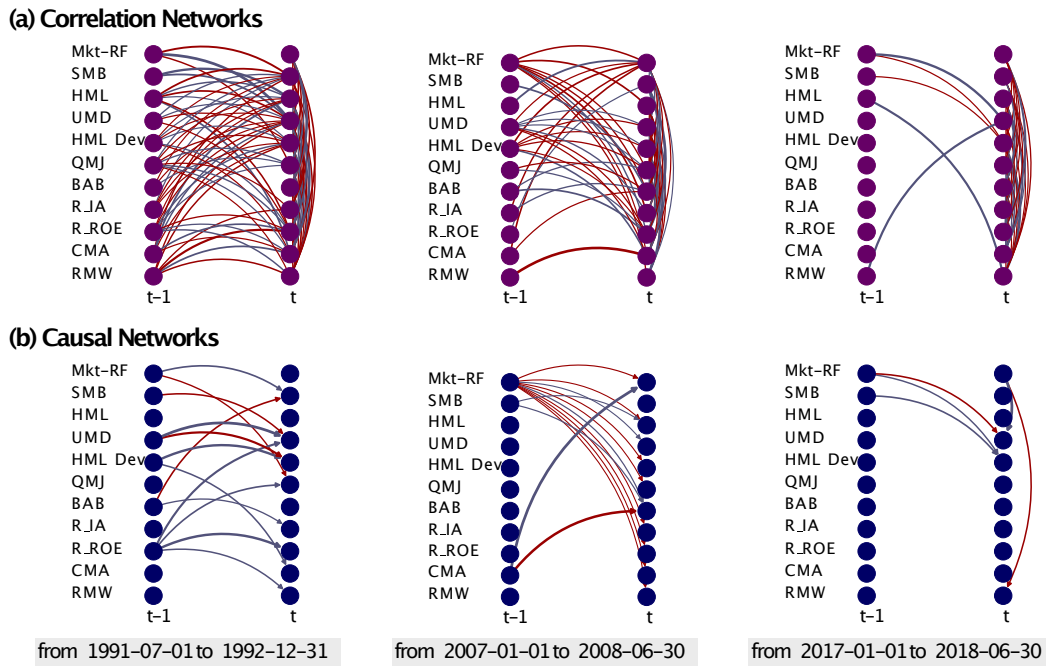 (a) Correlation Networks
Mkt-RF
SMB
HML
UMD
HML Dev
QMJ
BAB
R_IA
R_ROE
CMA
RMW
t-1 t
Mkt-RF
SMB
HML
UMD
HML Dev
QMJ
BAB
R_IA
R_ROE
CMA
RMW
t-1 t
Mkt-RF
SMB
HML
UMD
HML Dev
QMJ
BAB
R_IA
R_ROE
CMA
RMW
t-1 t
(b) Causal Networks
Mkt-RF
SMB
HML
UMD
HML Dev
QMJ
BAB
R_IA
R_ROE
CMA
RMW
t-1 t
Mkt-RF
SMB
HML
UMD
HML Dev
QMJ
BAB
R_IA
R_ROE
CMA
RMW
t-1 t
Mkt-RF
SMB
HML
UMD
HML Dev
QMJ
BAB
R_IA
R_ROE
CMA
RMW
t-1 t
from 1991-07-01 to 1992-12-31
from 2007-01-01 to 2008-06-30
from 2017-01-01 to 2018-06-30